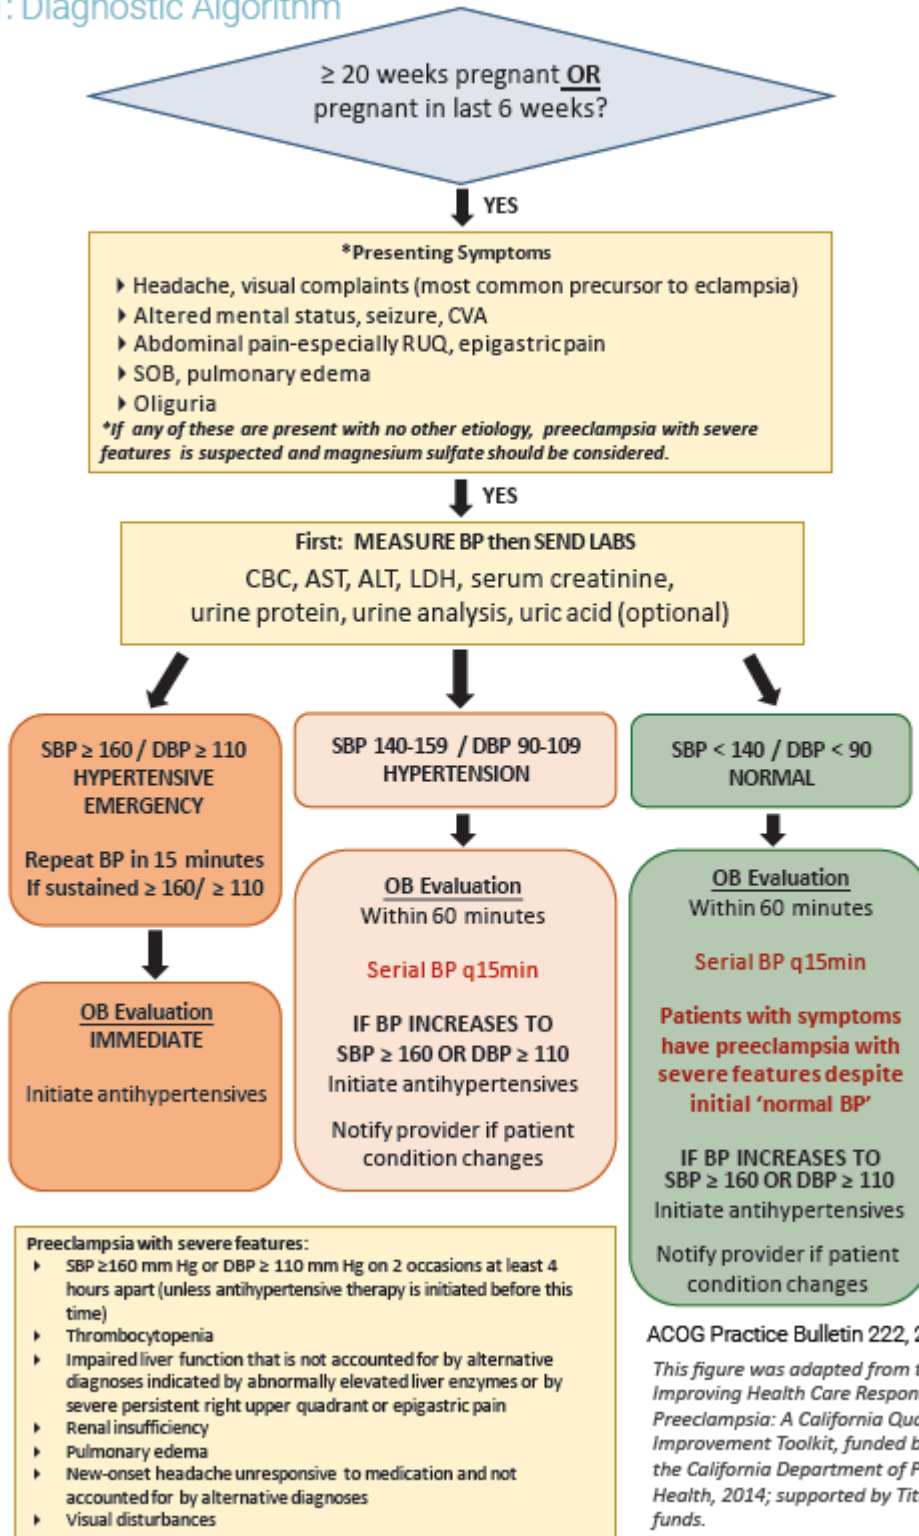 : Diagnostic Algorithm
≥ 20 weeks pregnant OR
pregnant in last 6 weeks?
YES
*Presenting Symptoms
Headache, visual complaints (most common precursor to eclampsia)
Altered mental status, seizure, CVA
Abdominal pain-especially RUQ, epigastric pain
SOB, pulmonary edema
Oliguria
*If any of these are present with no other etiology, preeclampsia with severe
features is suspected and magnesium sulfate should be considered.
YES
First: MEASURE BP then SEND LABS
CBC, AST, ALT, LDH, serum creatinine,
urine protein, urine analysis, uric acid (optional)
SBP ≥ 160 / DBP ≥ 110
HYPERTENSIVE
EMERGENCY
Repeat BP in 15 minutes
If sustained ≥ 160/ ≥ 110
OB Evaluation
IMMEDIATE
Initiate antihypertensives
SBP 140-159 / DBP 90-109
HYPERTENSION
OB Evaluation
Within 60 minutes
Serial BP q15min
IF BP INCREASES TO
SBP ≥ 160 OR DBP ≥ 110
Initiate antihypertensives
Notify provider if patient
condition changes
SBP < 140 / DBP < 90
NORMAL
OB Evaluation
Within 60 minutes
Serial BP q15min
Patients with symptoms
have preeclampsia with
severe features despite
initial ‘normal BP’
IF BP INCREASES TO
SBP ≥ 160 OR DBP ≥ 110
Initiate antihypertensives
Notify provider if patient
condition changes
Preeclampsia with severe features:
SBP ≥160 mm Hg or DBP ≥ 110 mm Hg on 2 occasions at least 4
hours apart (unless antihypertensive therapy is initiated before this
time)
Thrombocytopenia
Impaired liver function that is not accounted for by alternative
diagnoses indicated by abnormally elevated liver enzymes or by
severe persistent right upper quadrant or epigastric pain
Renal insufficiency
Pulmonary edema
New-onset headache unresponsive to medication and not
accounted for by alternative diagnoses
Visual disturbances
ACOG Practice Bulletin 222,
This figure was adapted from
Improving Health Care
Preeclampsia: A California
Improvement Toolkit, funded
the California Department of
Health, 2014; supported by
funds.